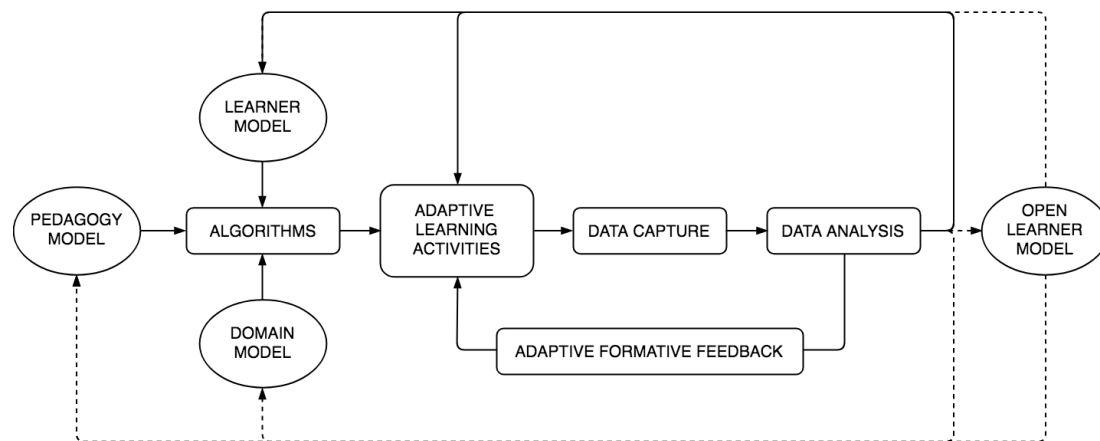 LEARNER
MODEL
PEDAGOGY
MODEL
ALGORITHMS
ADAPTIVE
LEARNING
ACTIVITIES
DATA CAPTURE
DATA ANALYSIS
OPEN
LEARNER
MODEL
DOMAIN
MODEL
ADAPTIVE FORMATIVE FEEDBACK